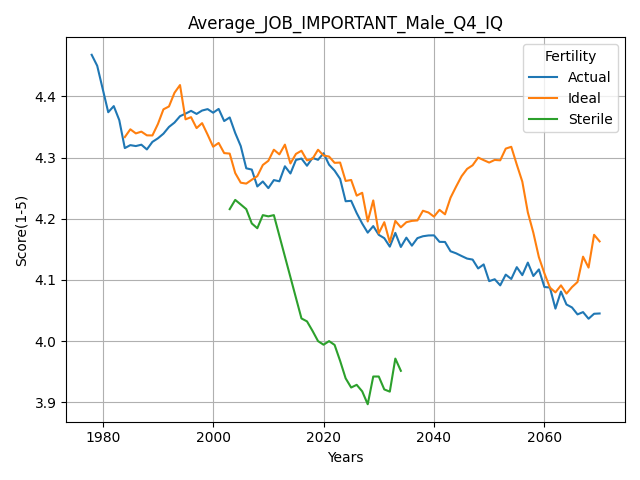 Average_JOB_IMPORTANT_Male_Q4_IQ
Fertility
Actual
Ideal
Sterile
Score(1-5)
4.4
4.3
4.2
4.1
4.0
3.9
1980 2000 2020 2040 2060
Years